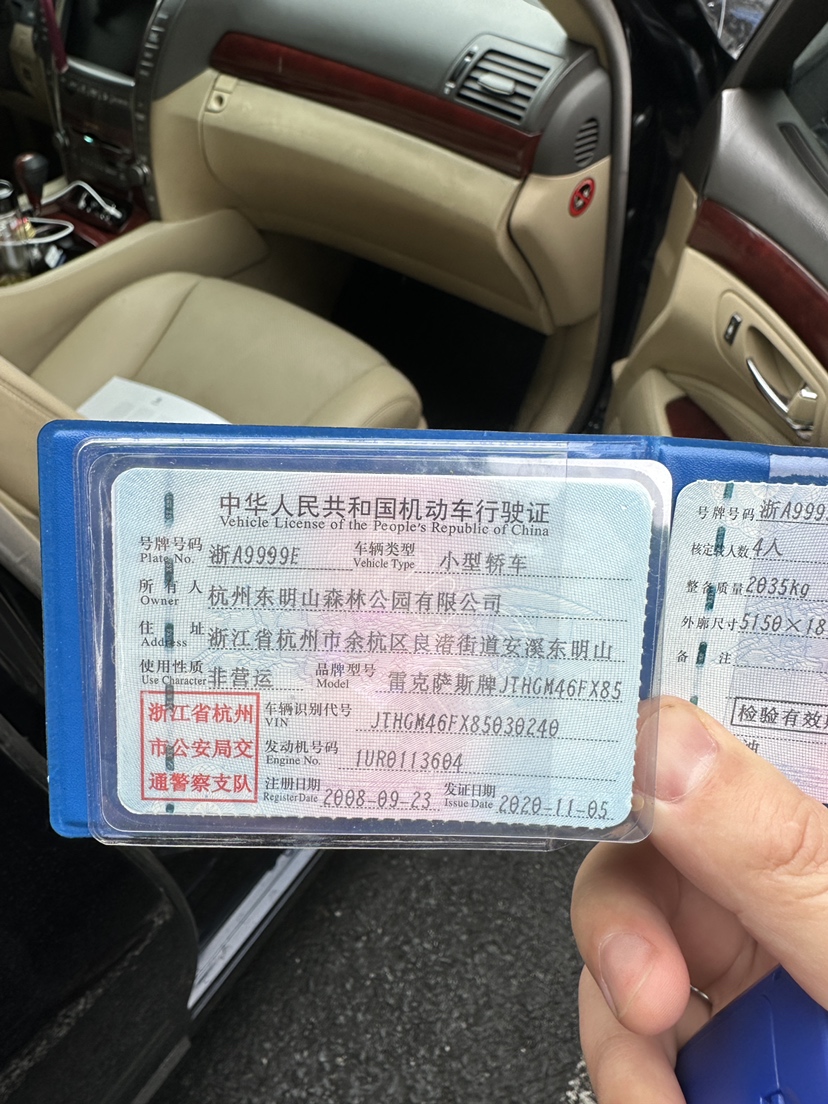 中华人民共和国机动车行驶证
Vehicle License of the People's Republic of China
号牌号码 浙A9999E 车辆类型 小型轿车
Plate No. Vehicle Type
所有人 杭州东明山森林公园有限公司
Owner
住址 浙江省杭州市余杭区良渚街道安溪东明山
Address
使用性质 非营运 品牌型号 雷克萨斯牌JTHGM46FX85
Use Character Model
浙江省杭州
市公安局交
通警察支队
车辆识别代号 JTHGM46FX85030240
VIN
发动机号码 1UR0113604
Engine No.
注册日期 2008-09-23 发证日期 2020-11-05
Register Date Issue Date
号牌号码 浙A999
核定载人数 4人
整备质量 2035kg
外廓尺寸 5150×18
备注
检验有效
油